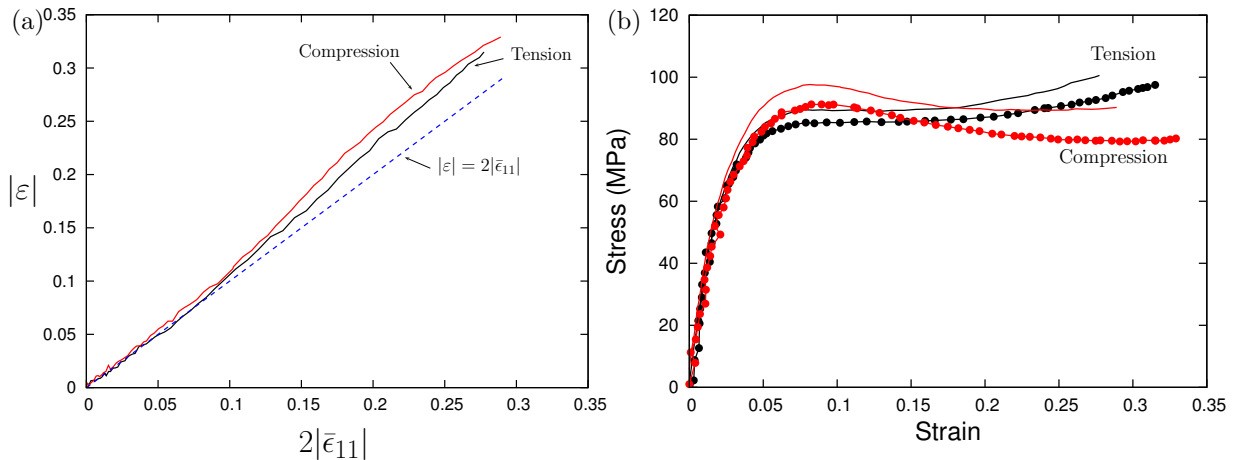 (a)
|ε|
0.35
0.3
0.25
0.2
0.15
0.1
0.05
0
0 0.05 0.1 0.15 0.2 0.25 0.3 0.35
2|ϵ̄₁₁|
Compression
Tension
|ε| = 2|ϵ̄₁₁|
(b)
Stress (MPa)
120
100
80
60
40
20
0
0 0.05 0.1 0.15 0.2 0.25 0.3 0.35
Strain
Tension
Compression